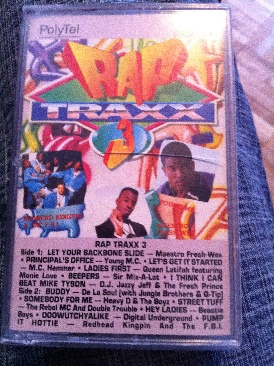 PolyTel
RAP
TRAXX
3
RAP TRAXX 3
Side 1: LET YOUR BACKBONE SLIDE — Maestro Fresh-Wes
• PRINCIPAL'S OFFICE — Young M.C. • LET'S GET IT STARTED
— M.C. Hammer • LADIES FIRST — Queen Latifah featuring
Monie Love • BEEPERS — Sir Mix-A-Lot • I THINK I CAN
BEAT MIKE TYSON — D.J. Jazzy Jeff & The Fresh Prince
Side 2: BUDDY — De La Soul (with Jungle Brothers & Q-Tip)
• SOMEBODY FOR ME — Heavy D & The Boyz • STREET TUFF
— The Rebel MC And Double Trouble • HEY LADIES — Beastie
Boys • DOOWUTCHYALIKE — Digital Underground • PUMP
IT HOTTIE — Redhead Kingpin And The F.B.I.